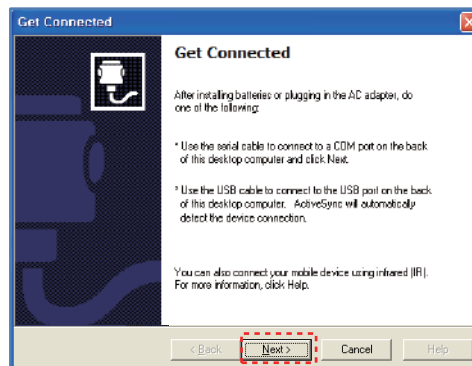 Get Connected
Get Connected
After installing batteries or plugging in the AC adapter, do
one of the following:
* Use the serial cable to connect to a COM port on the back
of this desktop computer and click Next.
* Use the USB cable to connect to the USB port on the back
of this desktop computer. ActiveSync will automatically
detect the device connection.
You can also connect your mobile device using infrared (IR).
For more information, click Help.
< Back
Next >
Cancel
Help